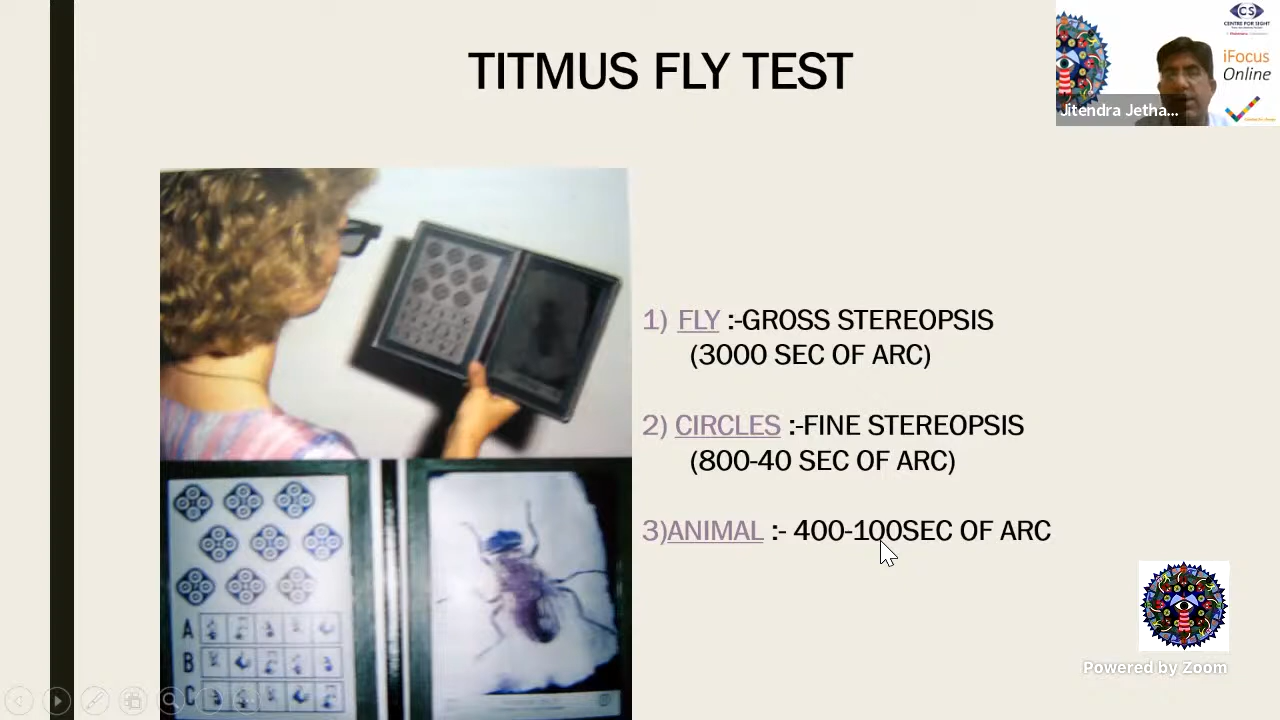 TITMUS FLY TEST
CS
CENTRE FOR SIGHT
iFocus
Online
Jitendra Jetha...
1) FLY :-GROSS STEREOPSIS
(3000 SEC OF ARC)
2) CIRCLES :-FINE STEREOPSIS
(800-40 SEC OF ARC)
3)ANIMAL :- 400-100SEC OF ARC
A
B
C
Powered by Zoom